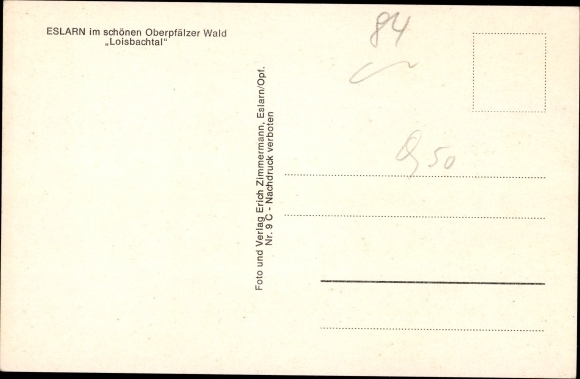 ESLARN im schönen Oberpfälzer Wald
„Loisbachtal“
Foto und Verlag Erich Zimmermann, Eslarn/Opf.
Nr. 9 C - Nachdruck verboten
84
50